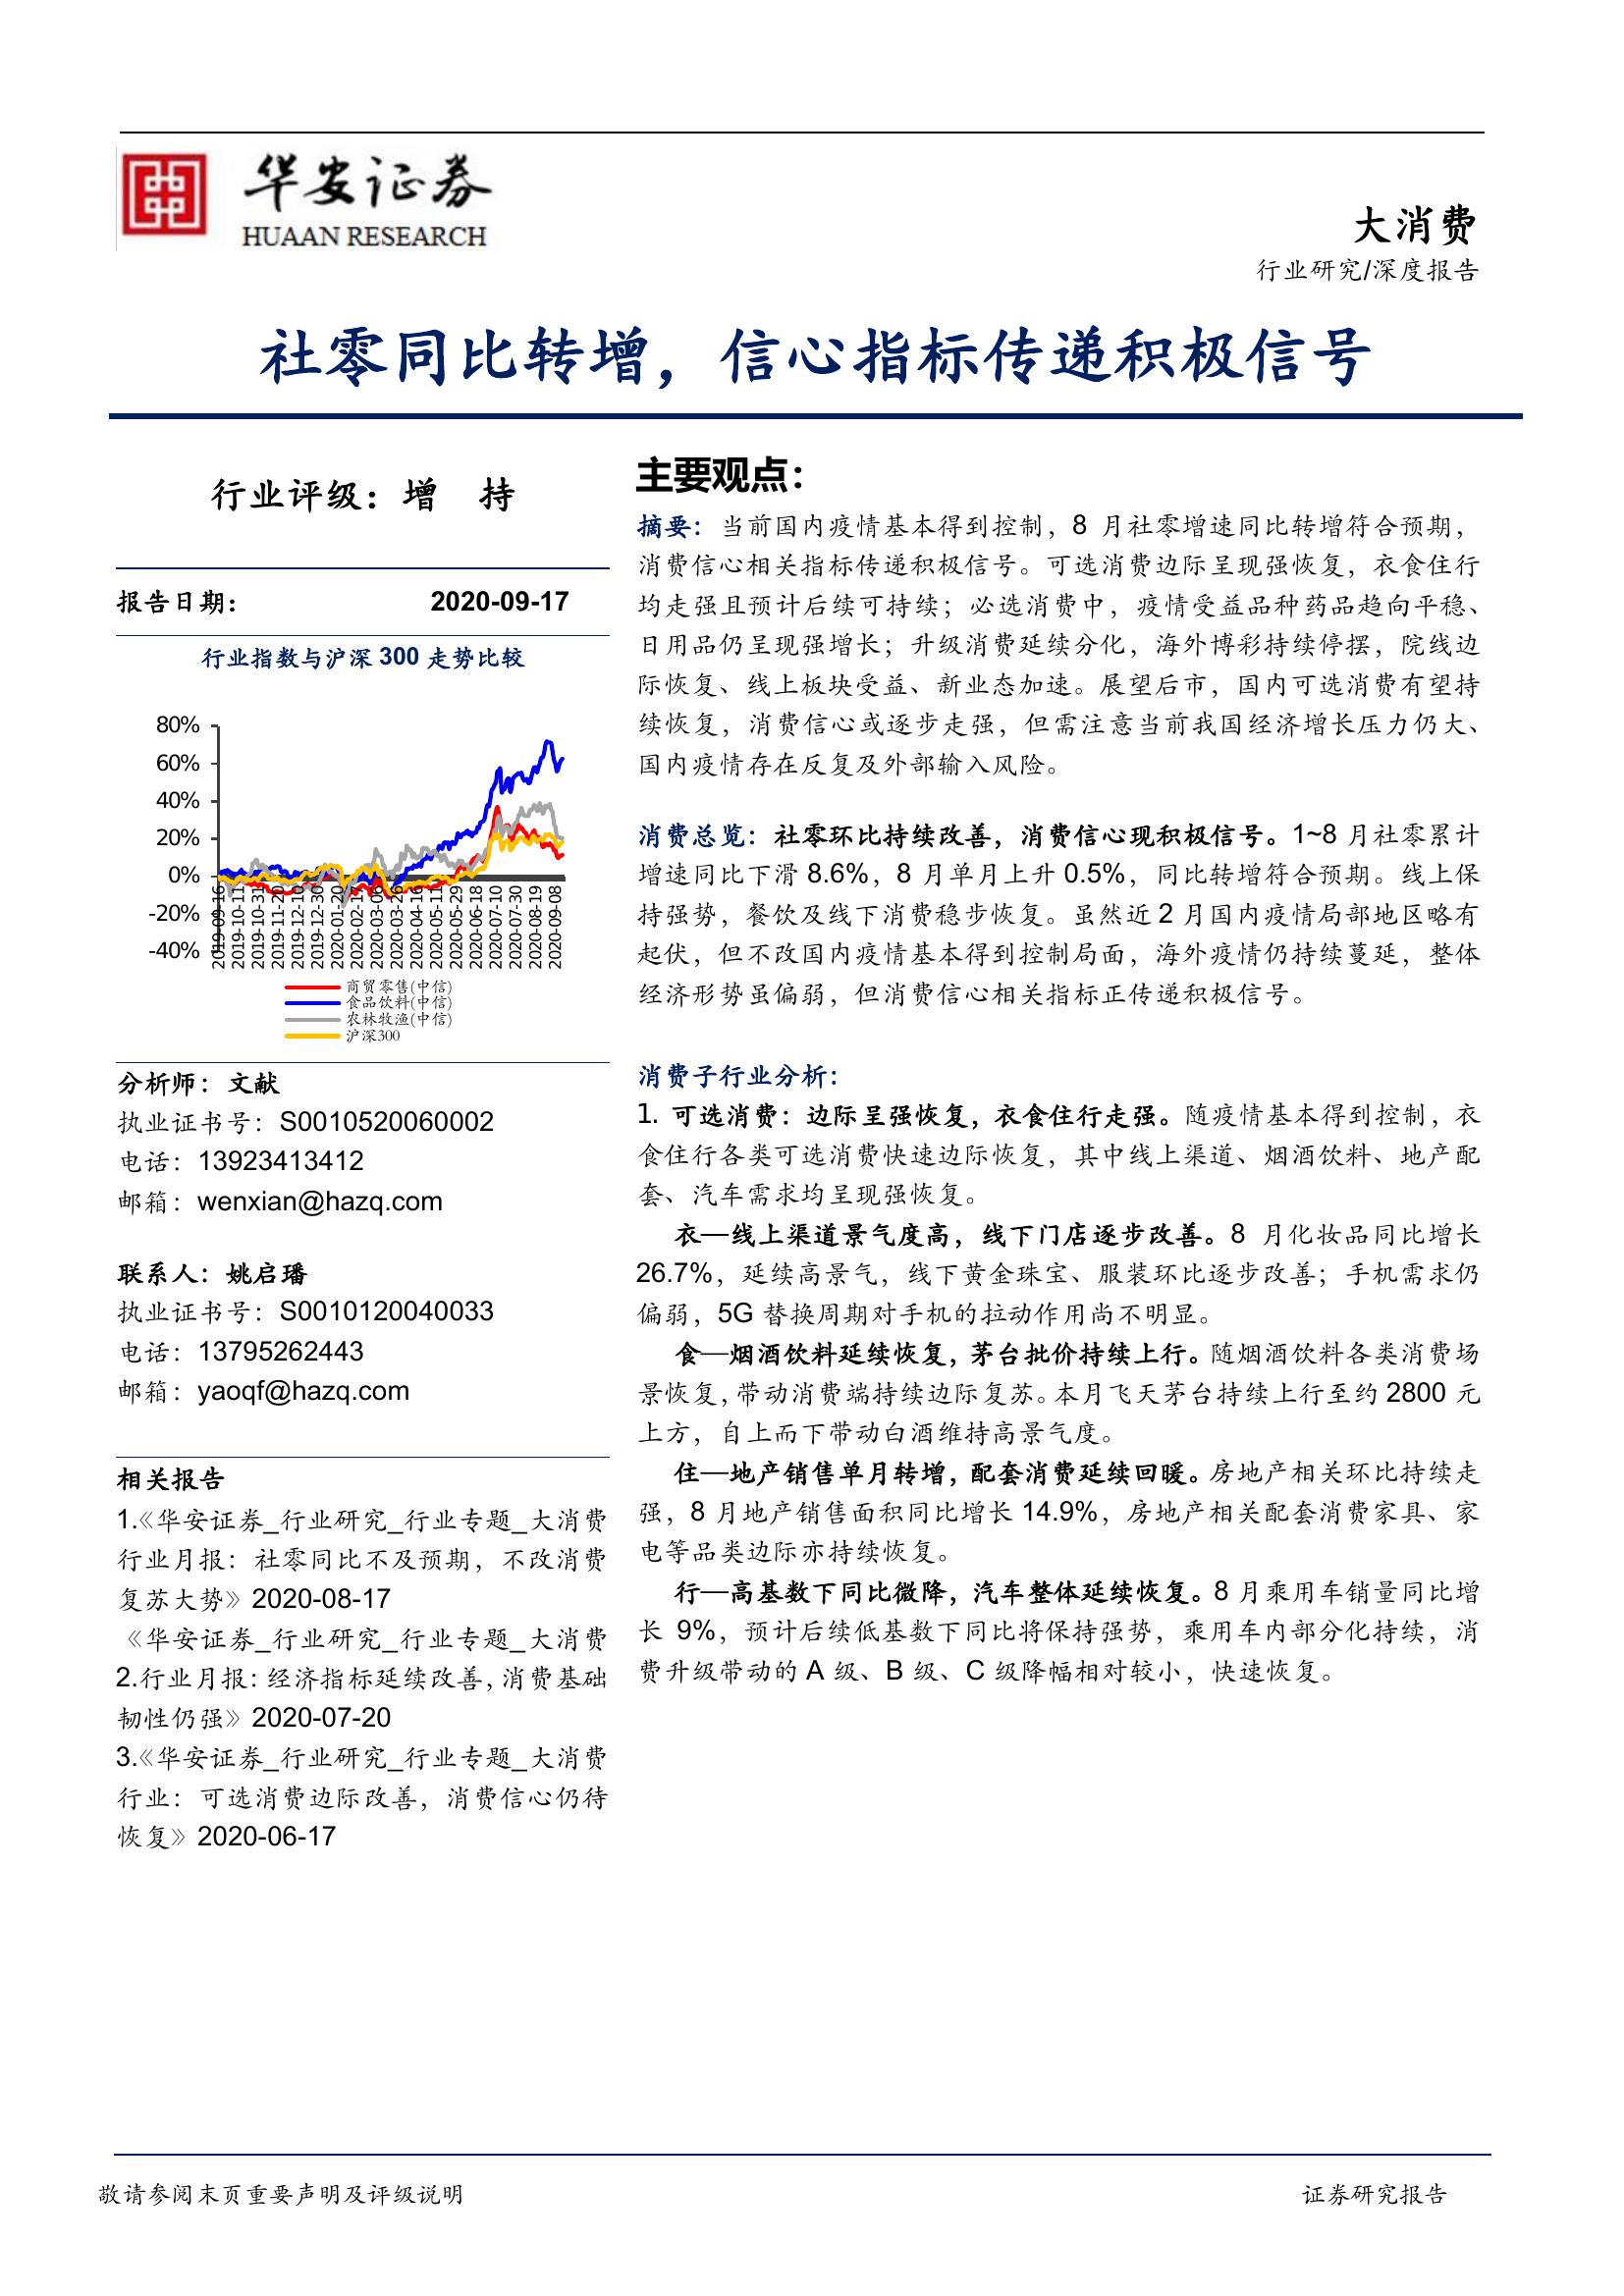 华安证券
HUAAN RESEARCH
大消费
行业研究/深度报告
社零同比转增，信心指标传递积极信号
行业评级：增 持
报告日期： 2020-09-17
行业指数与沪深 300 走势比较
80%
60%
40%
20%
0%
-20%
-40%
2019-09-16
2019-10-11
2019-10-31
2019-11-20
2019-12-10
2019-12-30
2020-01-20
2020-02-15
2020-03-06
2020-03-26
2020-04-16
2020-05-11
2020-05-29
2020-06-18
2020-07-10
2020-07-30
2020-08-19
2020-09-08
商贸零售(中信)
食品饮料(中信)
农林牧渔(中信)
沪深300
分析师：文献
执业证书号：S0010520060002
电话：13923413412
邮箱：wenxian@hazq.com
联系人：姚启璠
执业证书号：S0010120040033
电话：13795262443
邮箱：yaoqf@hazq.com
相关报告
1.《华安证券_行业研究_行业专题_大消费
行业月报：社零同比不及预期，不改消费
复苏大势》2020-08-17
《华安证券_行业研究_行业专题_大消费
2.行业月报：经济指标延续改善，消费基础
韧性仍强》2020-07-20
3.《华安证券_行业研究_行业专题_大消费
行业：可选消费边际改善，消费信心仍待
恢复》2020-06-17
主要观点：
摘要：当前国内疫情基本得到控制，8 月社零增速同比转增符合预期，
消费信心相关指标传递积极信号。可选消费边际呈现强恢复，衣食住行
均走强且预计后续可持续；必选消费中，疫情受益品种药品趋向平稳、
日用品仍呈现强增长；升级消费延续分化，海外博彩持续停摆，院线边
际恢复、线上板块受益、新业态加速。展望后市，国内可选消费有望持
续恢复，消费信心或逐步走强，但需注意当前我国经济增长压力仍大、
国内疫情存在反复及外部输入风险。
消费总览：社零环比持续改善，消费信心现积极信号。1~8 月社零累计
增速同比下滑 8.6%，8 月单月上升 0.5%，同比转增符合预期。线上保
持强势，餐饮及线下消费稳步恢复。虽然近 2 月国内疫情局部地区略有
起伏，但不改国内疫情基本得到控制局面，海外疫情仍持续蔓延，整体
经济形势虽偏弱，但消费信心相关指标正传递积极信号。
消费子行业分析：
1. 可选消费：边际呈强恢复，衣食住行走强。随疫情基本得到控制，衣
食住行各类可选消费快速边际恢复，其中线上渠道、烟酒饮料、地产配
套、汽车需求均呈现强恢复。
衣—线上渠道景气度高，线下门店逐步改善。8 月化妆品同比增长
26.7%，延续高景气，线下黄金珠宝、服装环比逐步改善；手机需求仍
偏弱，5G 替换周期对手机的拉动作用尚不明显。
食—烟酒饮料延续恢复，茅台批价持续上行。随烟酒饮料各类消费场
景恢复，带动消费端持续边际复苏。本月飞天茅台持续上行至约 2800 元
上方，自上而下带动白酒维持高景气度。
住—地产销售单月转增，配套消费延续回暖。房地产相关环比持续走
强，8 月地产销售面积同比增长 14.9%，房地产相关配套消费家具、家
电等品类边际亦持续恢复。
行—高基数下同比微降，汽车整体延续恢复。8 月乘用车销量同比增
长 9%，预计后续低基数下同比将保持强势，乘用车内部分化持续，消
费升级带动的 A 级、B 级、C 级降幅相对较小，快速恢复。
敬请参阅末页重要声明及评级说明
证券研究报告